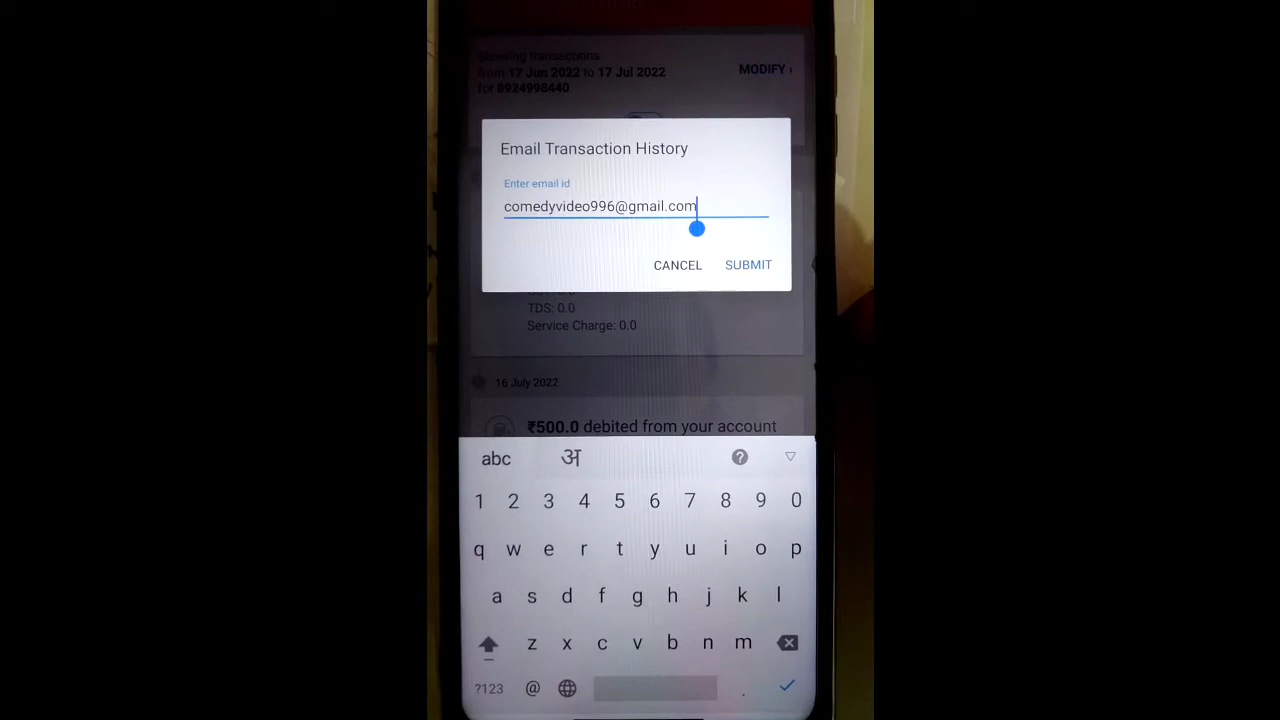 Showing transactions
from 17 Jun 2022 to 17 Jul 2022
MODIFY ›
for 8924998440
Email Transaction History
Enter email id
comedyvideo996@gmail.com
CANCEL SUBMIT
TDS: 0.0
Service Charge: 0.0
16 July 2022
₹500.0 debited from your account
abc अ
1 2 3 4 5 6 7 8 9 0
q w e r t y u i o p
a s d f g h j k l
z x c v b n m
?123 @ .